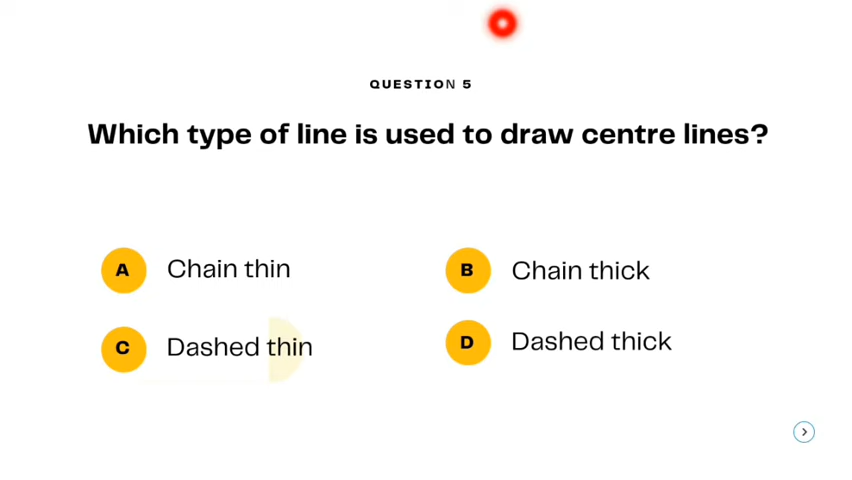 QUESTION 5
Which type of line is used to draw centre lines?
A Chain thin
B Chain thick
C Dashed thin
D Dashed thick